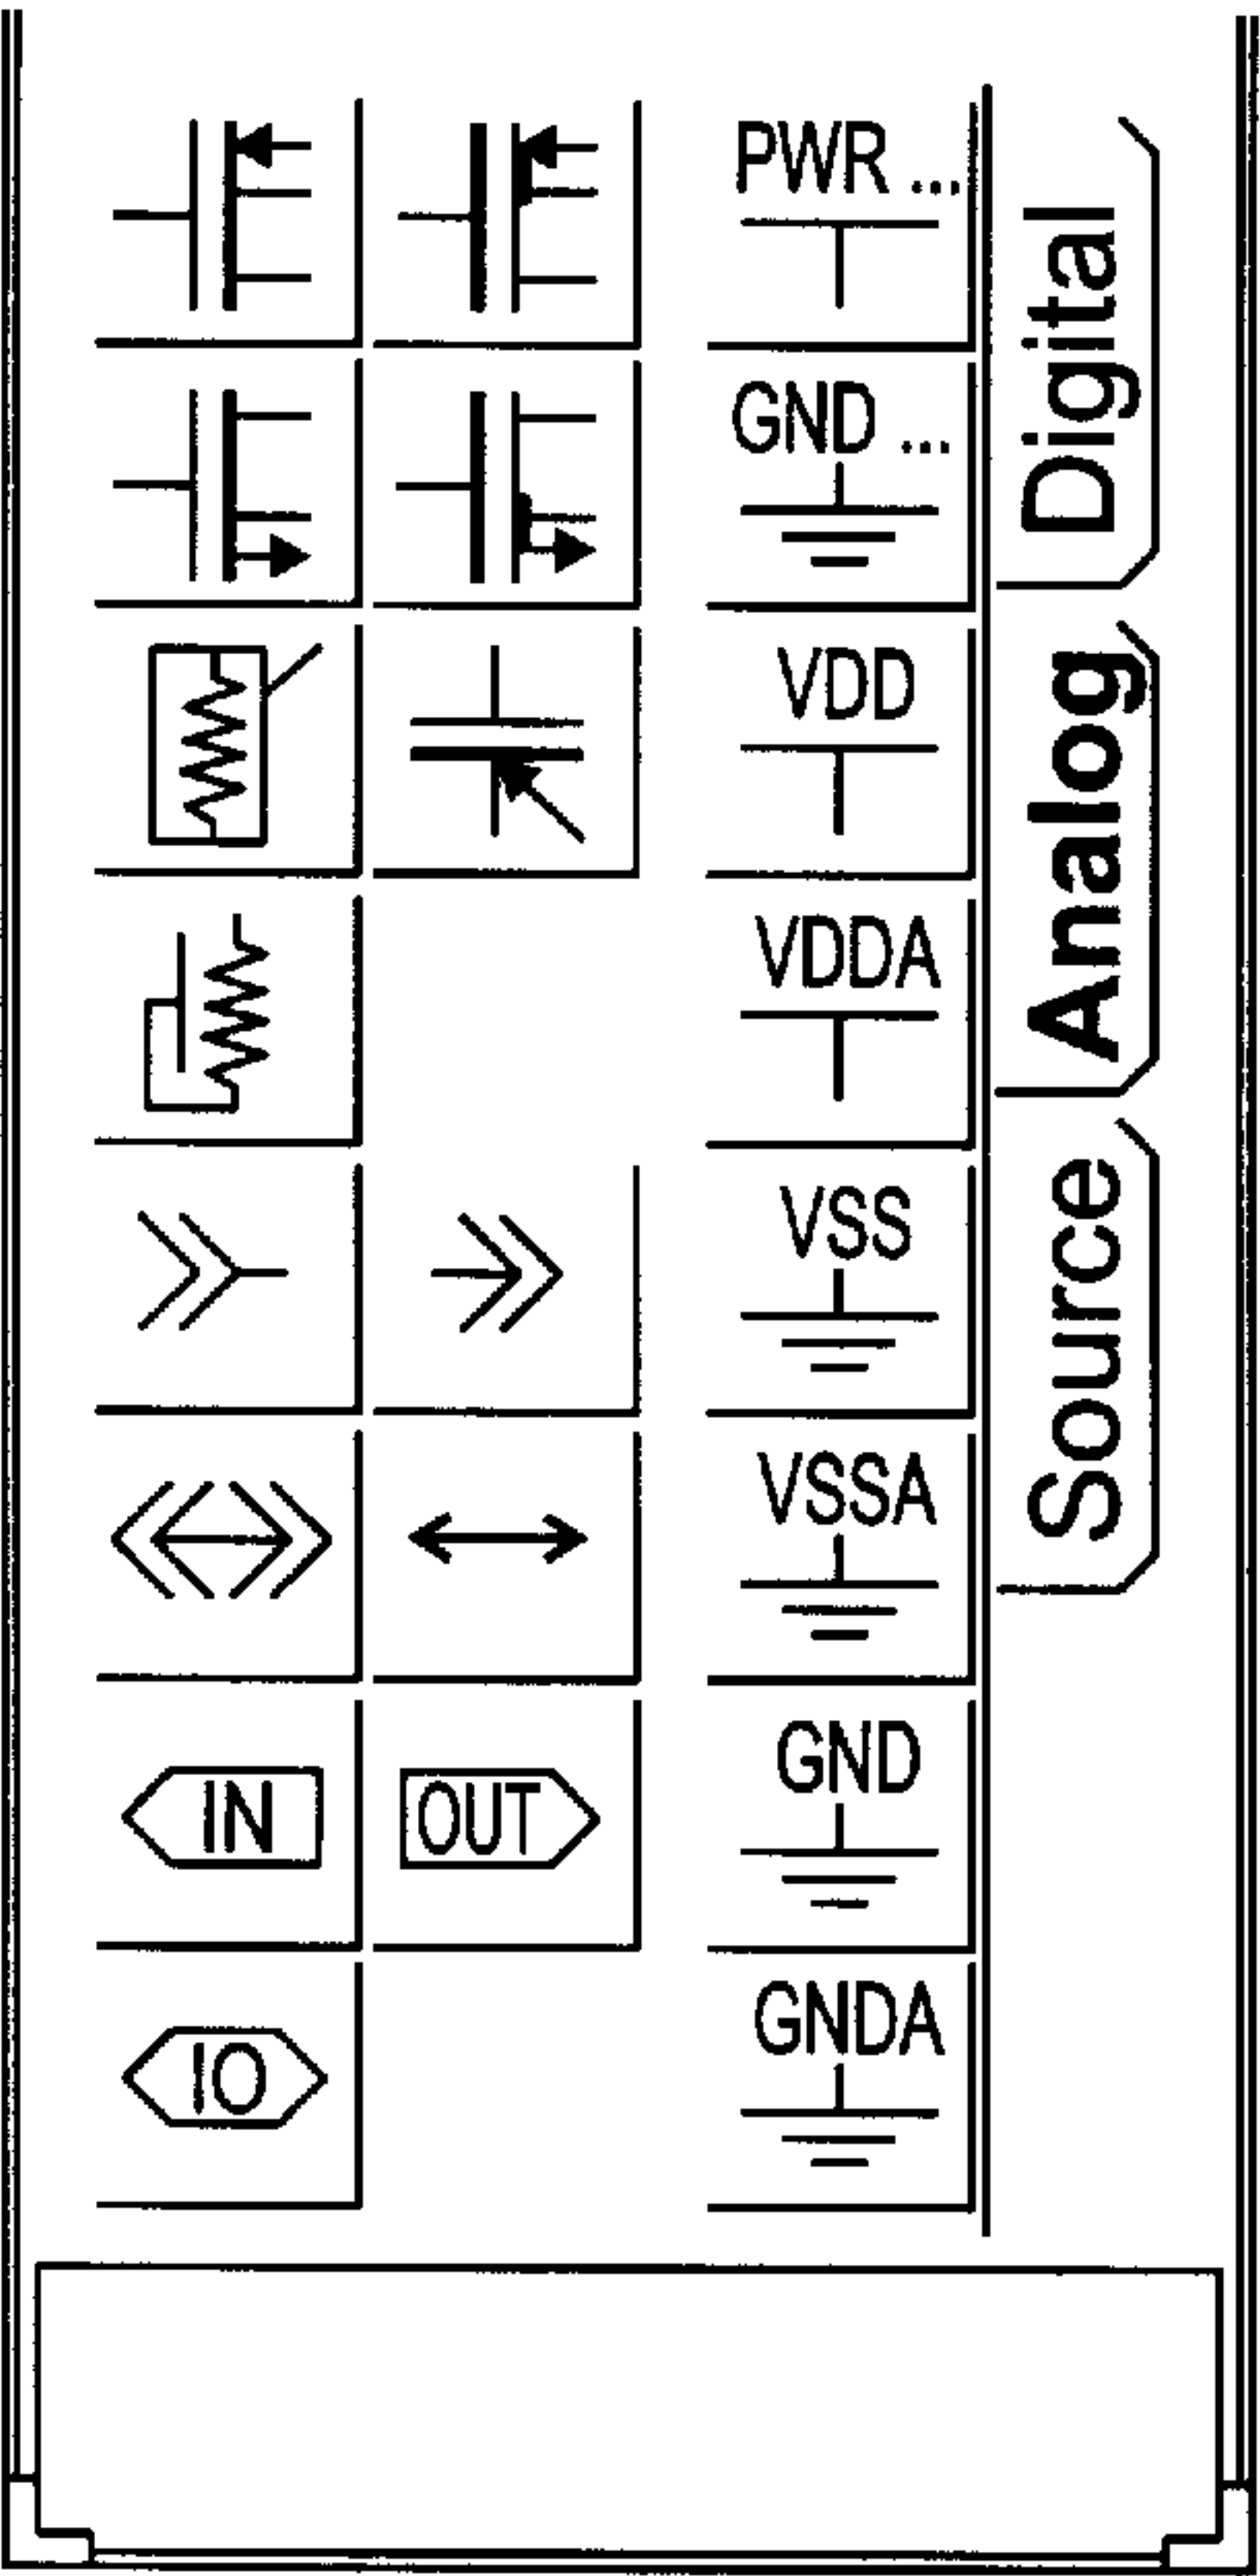 PWR ...
GND ...
VDD
VDDA
VSS
VSSA
IN
OUT
GND
IO
GNDA
Digital
Analog
Source